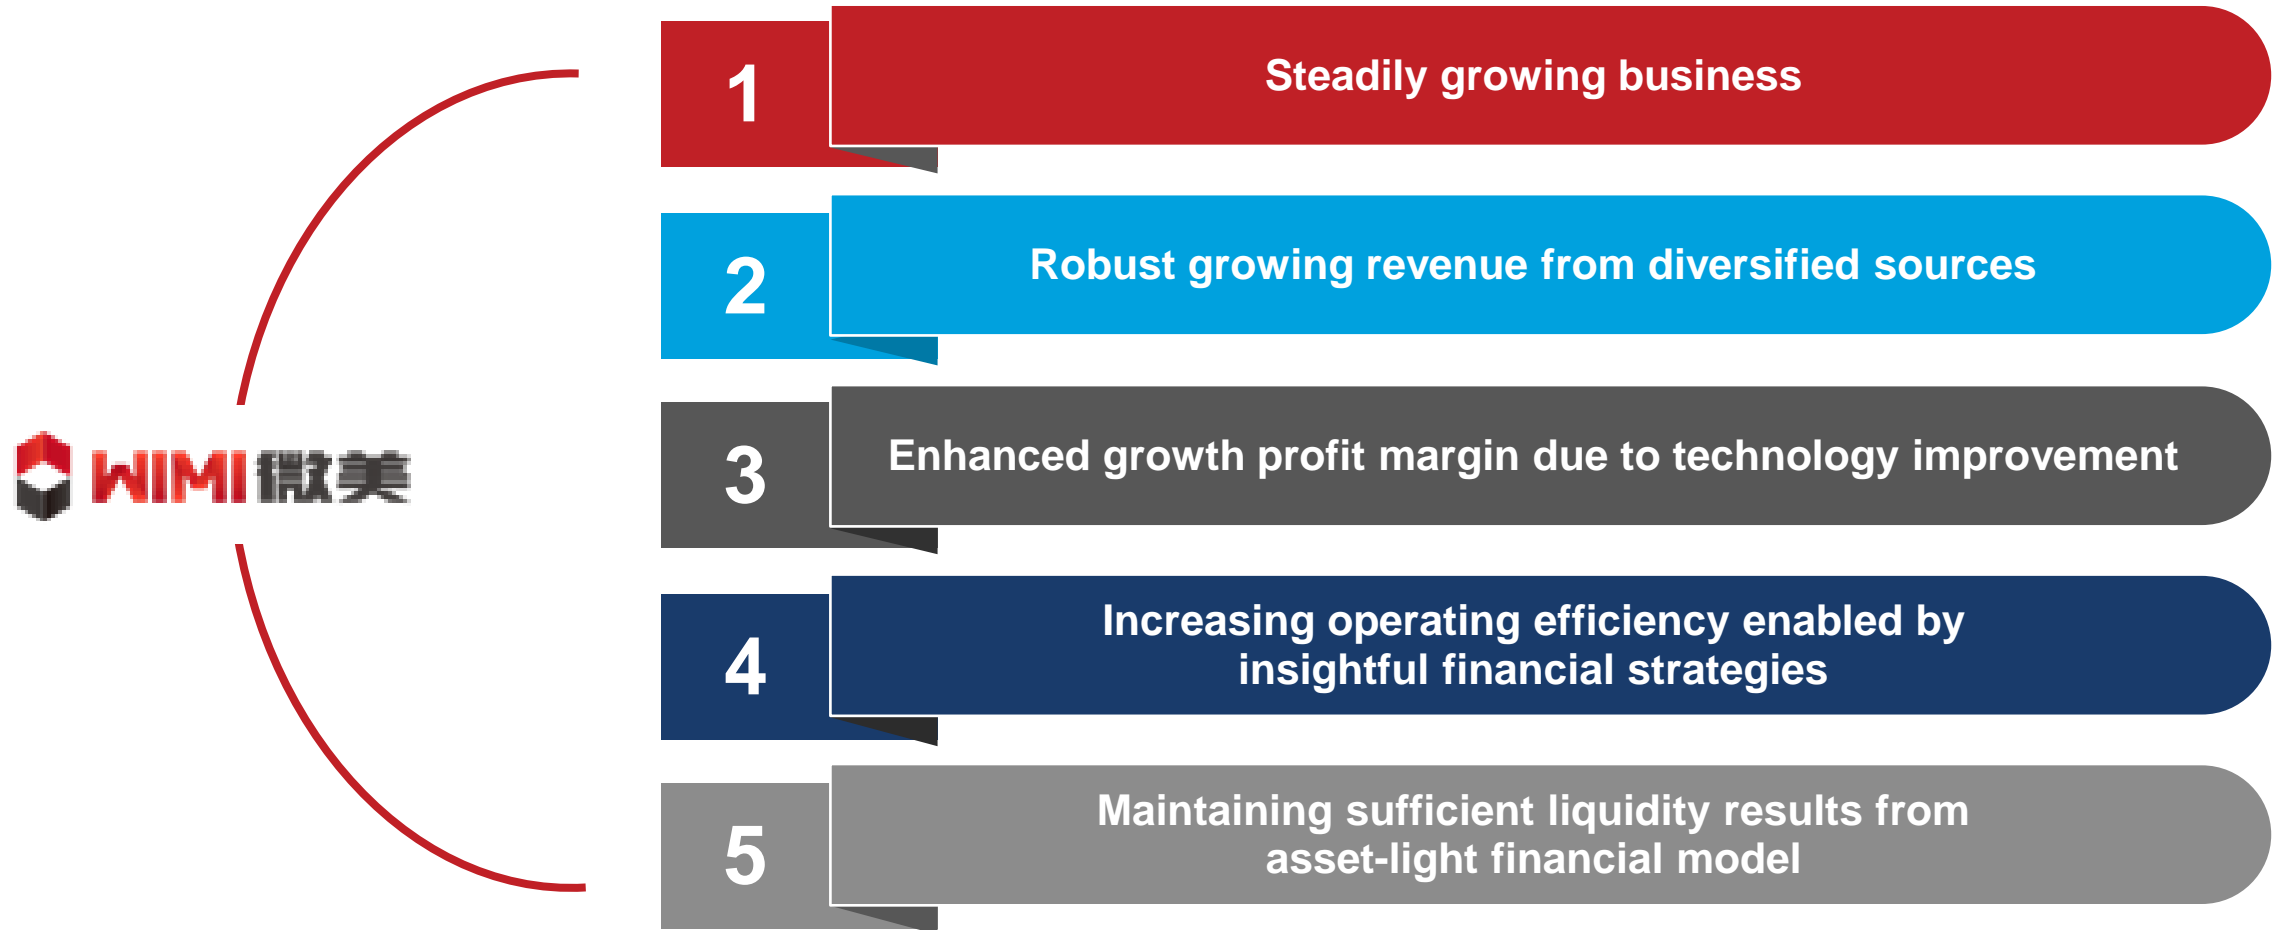 WIMI微美
1
Steadily growing business
2
Robust growing revenue from diversified sources
3
Enhanced growth profit margin due to technology improvement
4
Increasing operating efficiency enabled by
insightful financial strategies
5
Maintaining sufficient liquidity results from
asset-light financial model